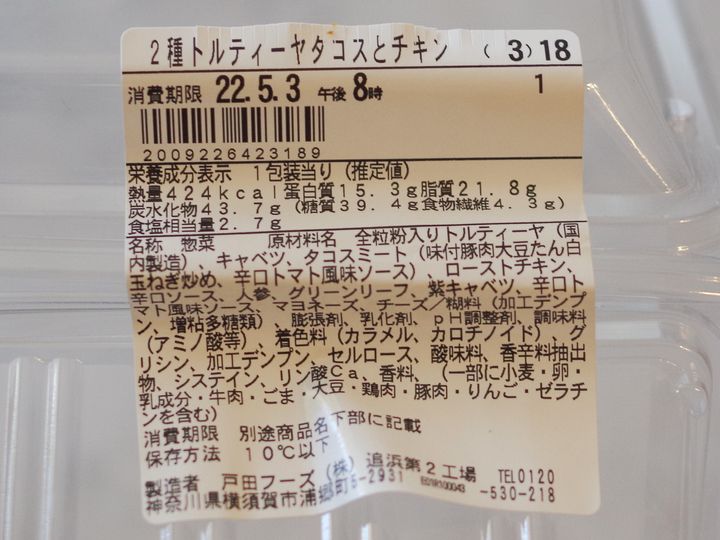 2種トルティーヤタコスとチキン (3)18
消費期限 22.5.3 午後8時 1
2009226423189
栄養成分表示 1包装当り(推定値)
熱量424kcal蛋白質15.3g脂質21.8g
炭水化物43.7g(糖質39.4g食物繊維4.3g)
食塩相当量2.7g
名称 惣菜 原材料名 全粒粉入りトルティーヤ(国
内製造)、キャベツ、タコスミート(味付豚肉大豆たん白
玉ねぎ炒め、辛口トマト風味ソース)、ローストチキン、
辛口ソース、人参、グリーンリーフ、紫キャベツ、辛口ト
マト風味ソース、マヨネーズ、チーズ/糊料(加工デンプ
ン、増粘多糖類)、膨張剤、乳化剤、pH調整剤、調味料
(アミノ酸等)、着色料(カラメル、カロチノイド)、グ
リシン、加工デンプン、セルロース、酸味料、香辛料抽出
物、システイン、リン酸Ca、香料、(一部に小麦・卵・
乳成分・牛肉・ごま・大豆・鶏肉・豚肉・りんご・ゼラチ
ンを含む)
消費期限 別途商品名下部に記載
保存方法 10℃以下
製造者 戸田フーズ(株) 追浜第2工場 TEL0120
神奈川県横須賀市浦郷町5-2931 -530-218